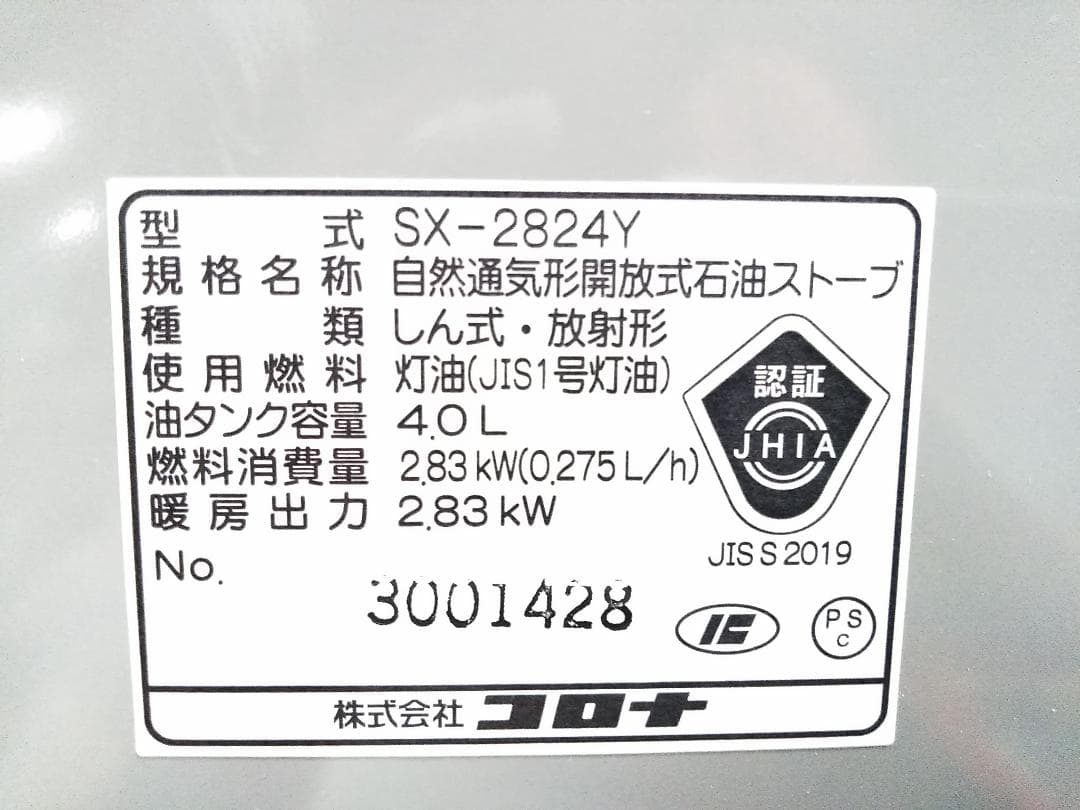 型式 SX-2824Y
規格名称 自然通気形開放式石油ストーブ
種類 しん式・放射形
使用燃料 灯油(JIS1号灯油)
油タンク容量 4.0L
燃料消費量 2.83kW(0.275L/h)
暖房出力 2.83kW
認証
JHIA
JIS S 2019
No. 3001428
PS
C
株式会社 コロナ